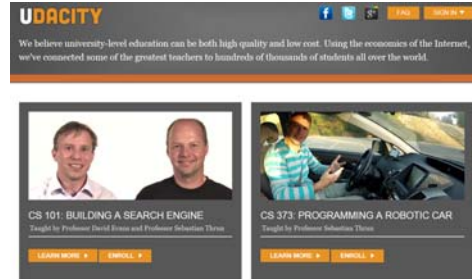 UDACITY
FAQ SIGN IN
We believe university-level education can be both high quality and low cost. Using the economics of the Internet,
we've connected some of the greatest teachers to hundreds of thousands of students all over the world.
CS 101: BUILDING A SEARCH ENGINE
Taught by Professor David Evans and Professor Sebastian Thrun
LEARN MORE ENROLL
CS 373: PROGRAMMING A ROBOTIC CAR
Taught by Professor Sebastian Thrun
LEARN MORE ENROLL